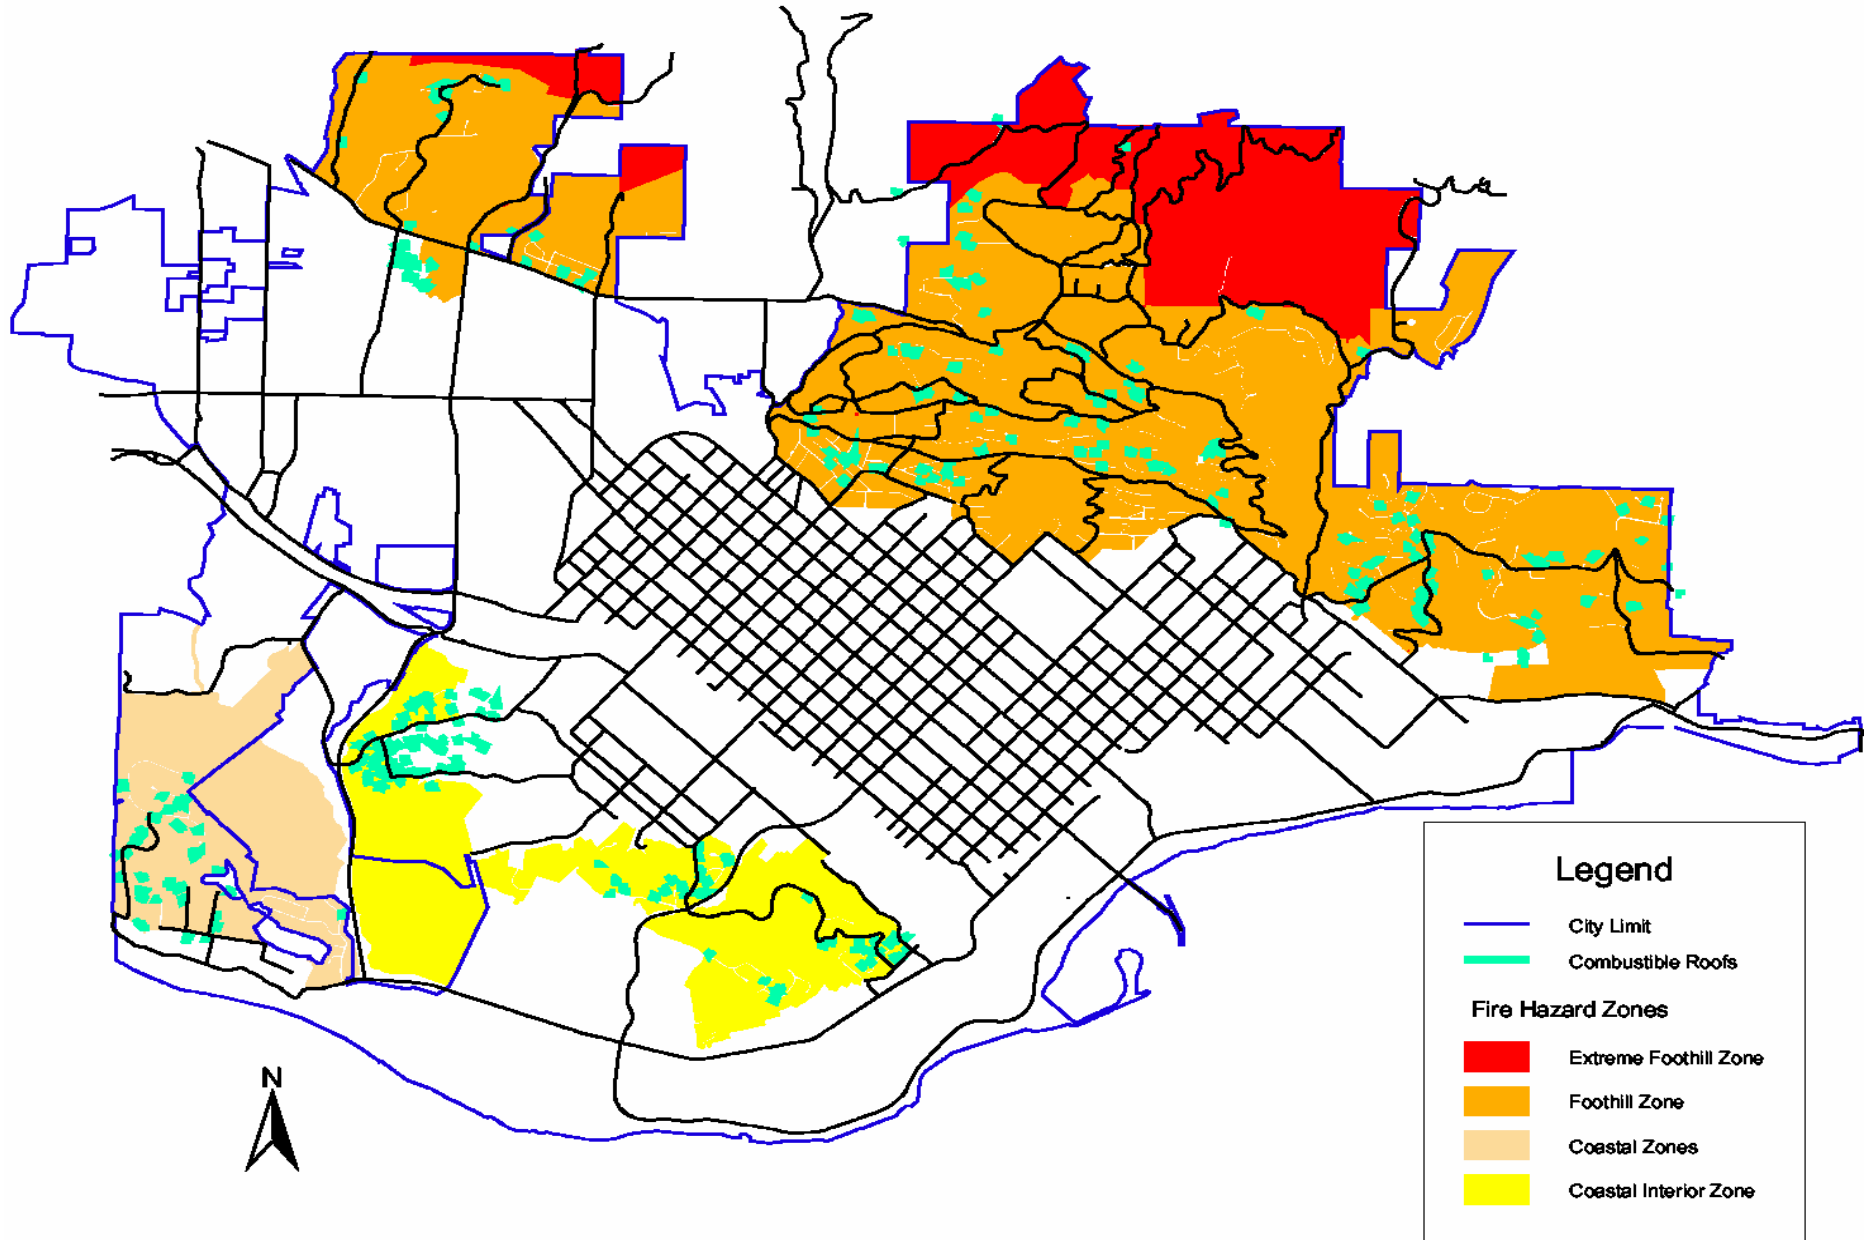 Legend
City Limit
Combustible Roofs
Fire Hazard Zones
Extreme Foothill Zone
Foothill Zone
Coastal Zones
Coastal Interior Zone
N